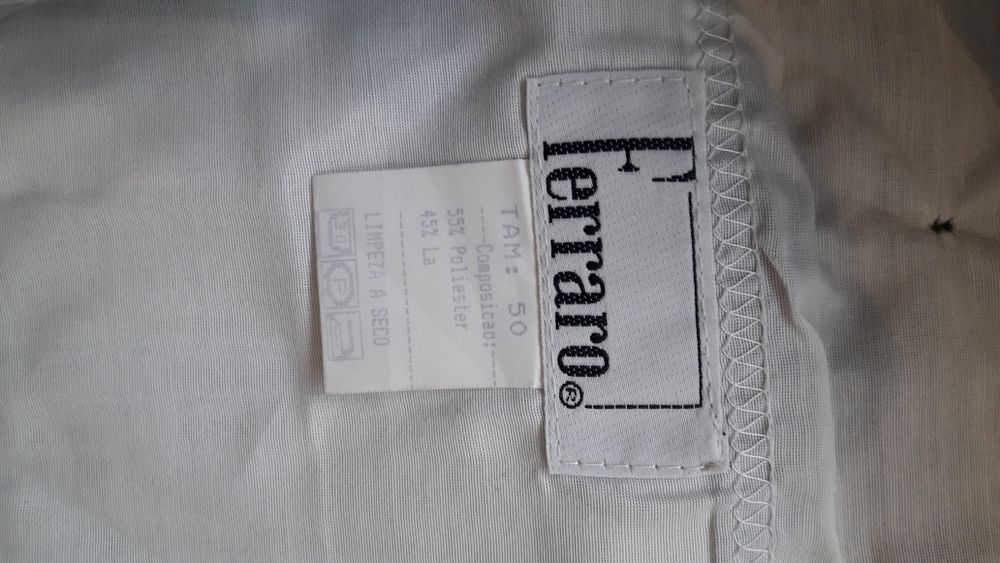 Ferraro®
TAM: 50
----Composicao:--
55% Poliester
45% La
LIMPEZA A SECO
P